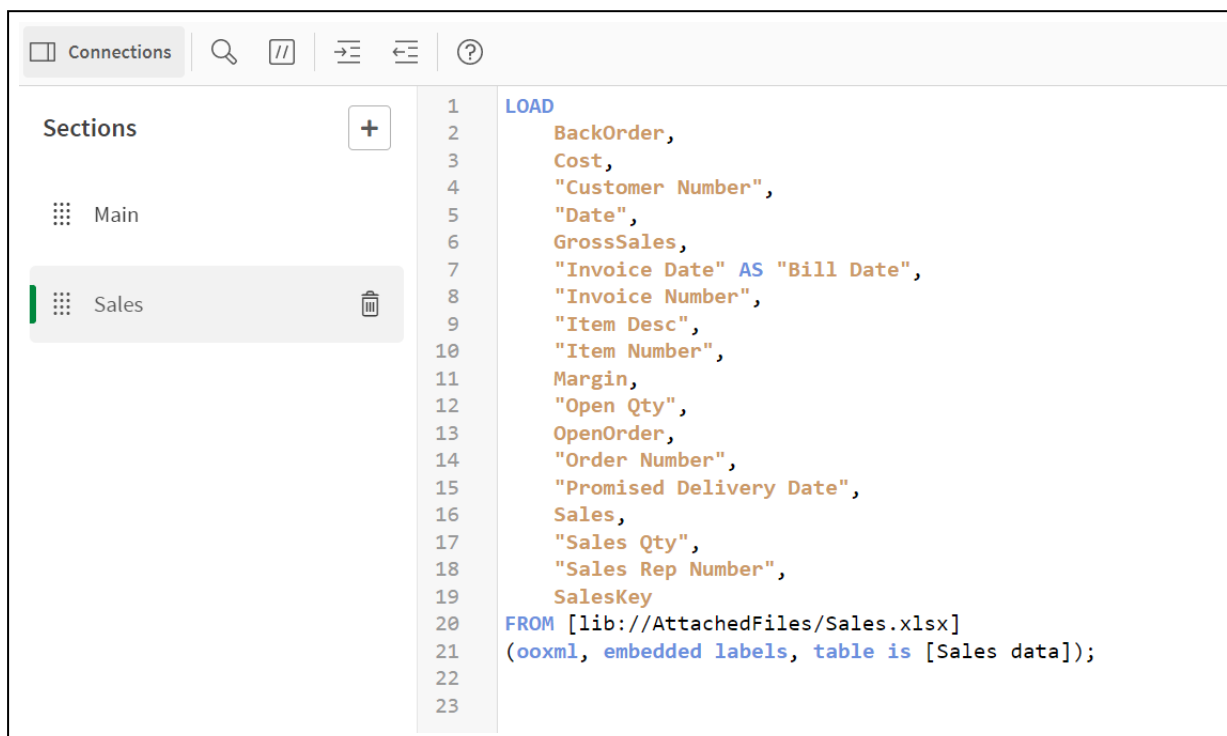 Connections
Sections
+
Main
Sales
1 LOAD
2 BackOrder,
3 Cost,
4 "Customer Number",
5 "Date",
6 GrossSales,
7 "Invoice Date" AS "Bill Date",
8 "Invoice Number",
9 "Item Desc",
10 "Item Number",
11 Margin,
12 "Open Qty",
13 OpenOrder,
14 "Order Number",
15 "Promised Delivery Date",
16 Sales,
17 "Sales Qty",
18 "Sales Rep Number",
19 SalesKey
20 FROM [lib://AttachedFiles/Sales.xlsx]
21 (ooxml, embedded labels, table is [Sales data]);
22
23